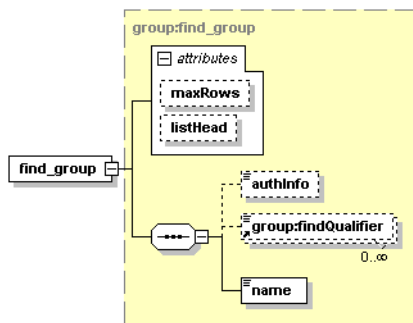 group:find_group
attributes
maxRows
listHead
find_group
authInfo
group:findQualifier
0..∞
name